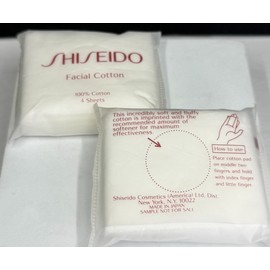 SHISEIDO
Facial Cotton
100% Cotton
4 Sheets
This incredibly soft and fluffy
cotton is imprinted with the
recommended amount of
softener for maximum
effectiveness.
How to use
Place cotton pad
on middle two
fingers and hold
with index finger
and little finger.
Shiseido Cosmetics (America) Ltd. Dist.
New York, N.Y. 10022
MADE IN JAPAN
SAMPLE NOT FOR SALE